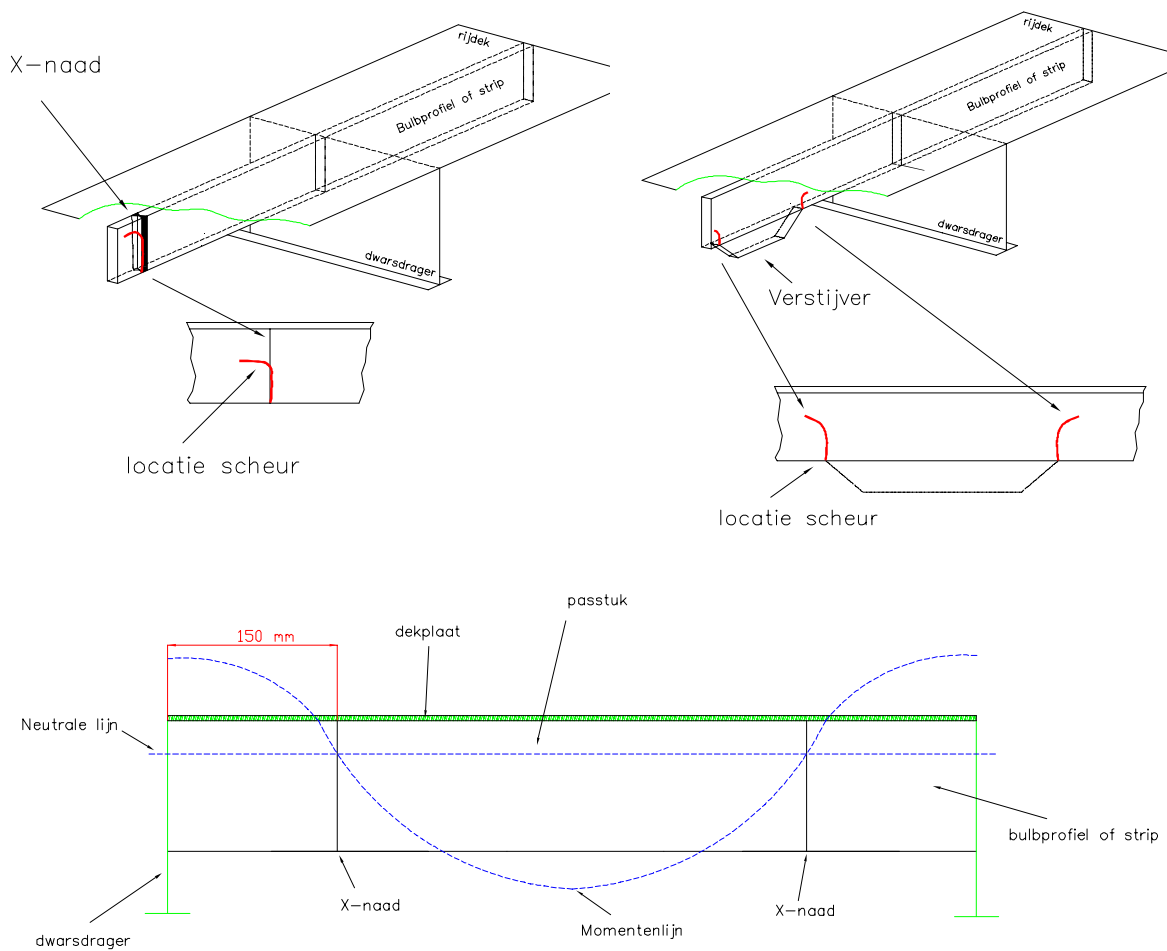 X-naad
rijdek
Bulbprofiel of strip
dwarsdrager
locatie scheur
rijdek
Bulbprofiel of strip
dwarsdrager
Verstijver
locatie scheur
passtuk
150 mm
dekplaat
Neutrale lijn
bulbprofiel of strip
X-naad
X-naad
Momentenlijn
dwarsdrager